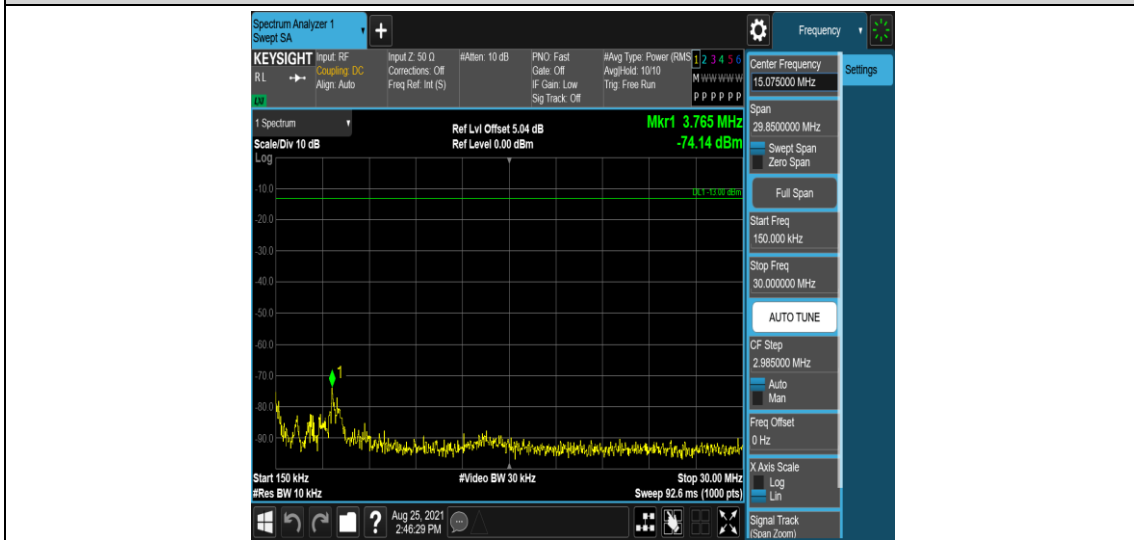 Spectrum Analyzer 1
Swept SA
+
Frequency
KEYSIGHT
RL
LXI
Input: RF
Coupling: DC
Align: Auto
Input Z: 50 Ω
Corrections: Off
Freq Ref: Int (S)
#Atten: 10 dB
PNO: Fast
Gate: Off
IF Gain: Low
Sig Track: Off
#Avg Type: Power (RMS
Avg|Hold: 10/10
Trig: Free Run
1 2 3 4 5 6
M W W W W W
P P P P P P
Center Frequency
15.075000 MHz
Settings
Span
29.8500000 MHz
Swept Span
Zero Span
Full Span
Start Freq
150.000 kHz
Stop Freq
30.000000 MHz
AUTO TUNE
CF Step
2.985000 MHz
Auto
Man
Freq Offset
0 Hz
X Axis Scale
Log
Lin
Signal Track
(Span Zoom)
1 Spectrum
Scale/Div 10 dB
Log
Ref Lvl Offset 5.04 dB
Ref Level 0.00 dBm
Mkr1 3.765 MHz
-74.14 dBm
DL1 -13.00 dBm
-10.0
-20.0
-30.0
-40.0
-50.0
-60.0
-70.0
-80.0
-90.0
1
Start 150 kHz
#Res BW 10 kHz
#Video BW 30 kHz
Stop 30.00 MHz
Sweep 92.6 ms (1000 pts)
?
Aug 25, 2021
2:46:29 PM